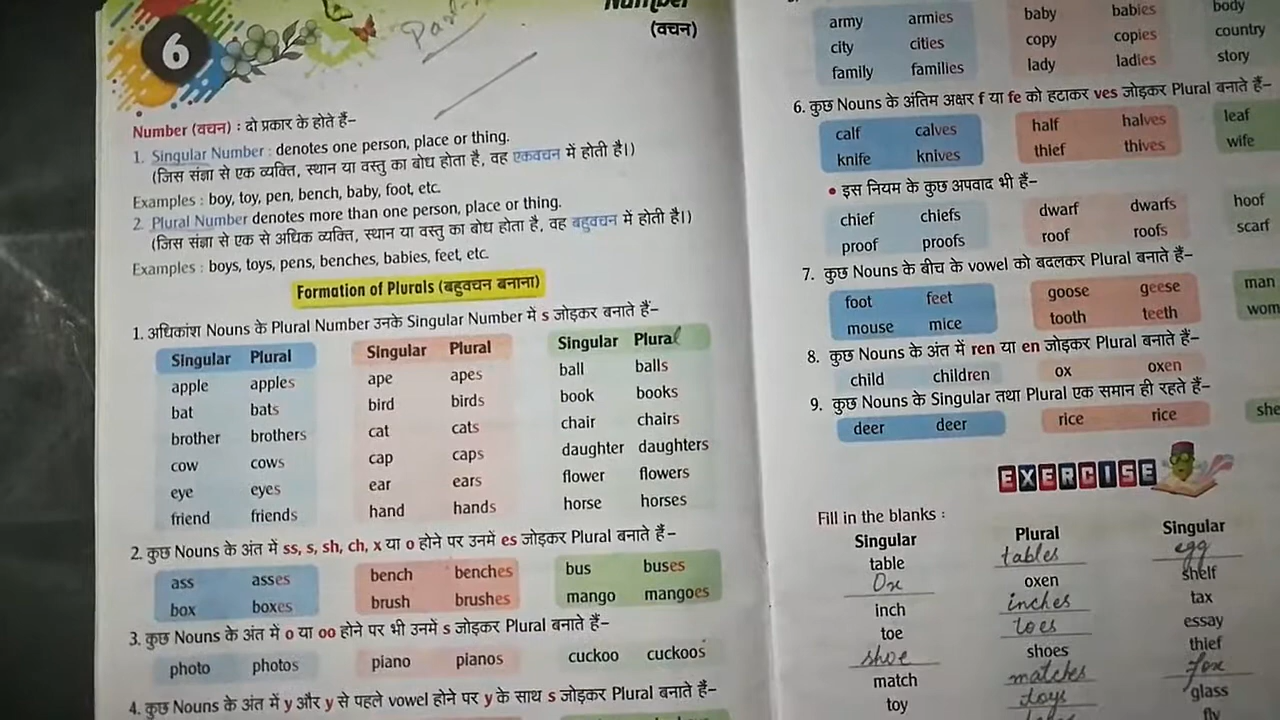 6
Number
(वचन)
Part-
Number (वचन) : दो प्रकार के होते हैं–
1. Singular Number : denotes one person, place or thing.
(जिस संज्ञा से एक व्यक्ति, स्थान या वस्तु का बोध होता है, वह एकवचन में होती है।)
Examples : boy, toy, pen, bench, baby, foot, etc.
2. Plural Number denotes more than one person, place or thing.
(जिस संज्ञा से एक से अधिक व्यक्ति, स्थान या वस्तु का बोध होता है, वह बहुवचन में होती है।)
Examples : boys, toys, pens, benches, babies, feet, etc.
Formation of Plurals (बहुवचन बनाना)
1. अधिकांश Nouns के Plural Number उनके Singular Number में s जोड़कर बनाते हैं–
Singular Plural Singular Plural Singular Plural
apple apples ape apes ball balls
bat bats bird birds book books
brother brothers cat cats chair chairs
cow cows cap caps daughter daughters
eye eyes ear ears flower flowers
friend friends hand hands horse horses
2. कुछ Nouns के अंत में ss, s, sh, ch, x या o होने पर उनमें es जोड़कर Plural बनाते हैं–
ass asses bench benches bus buses
box boxes brush brushes mango mangoes
3. कुछ Nouns के अंत में o या oo होने पर भी उनमें s जोड़कर Plural बनाते हैं–
photo photos piano pianos cuckoo cuckoos
4. कुछ Nouns के अंत में y और y से पहले vowel होने पर y के साथ s जोड़कर Plural बनाते हैं–
army armies baby babies body
city cities copy copies country
family families lady ladies story
6. कुछ Nouns के अंतिम अक्षर f या fe को हटाकर ves जोड़कर Plural बनाते हैं–
calf calves half halves leaf
knife knives thief thives wife
• इस नियम के कुछ अपवाद भी हैं–
chief chiefs dwarf dwarfs hoof
proof proofs roof roofs scarf
7. कुछ Nouns के बीच के vowel को बदलकर Plural बनाते हैं–
foot feet goose geese man
mouse mice tooth teeth wom
8. कुछ Nouns के अंत में ren या en जोड़कर Plural बनाते हैं–
child children ox oxen
9. कुछ Nouns के Singular तथा Plural एक समान ही रहते हैं–
deer deer rice rice she
EXERCISE
Fill in the blanks :
Singular Plural Singular
table tables egg
Ox oxen shelf
inch inches tax
toe toes essay
shoe shoes thief
match matches fox
toy toys glass
fly